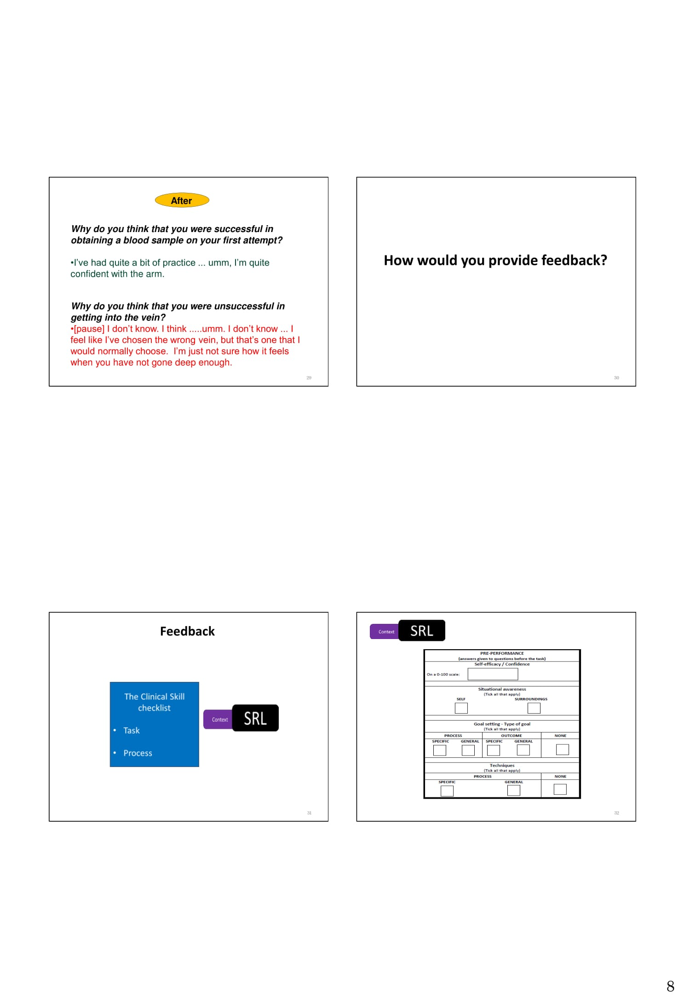 After
Why do you think that you were successful in
obtaining a blood sample on your first attempt?
•I've had quite a bit of practice ... umm, I'm quite
confident with the arm.
Why do you think that you were unsuccessful in
getting into the vein?
•[pause] I don't know. I think .....umm. I don't know ... I
feel like I've chosen the wrong vein, but that's one that I
would normally choose.  I'm just not sure how it feels
when you have not gone deep enough.
29
How would you provide feedback?
30
Feedback
The Clinical Skill
checklist
• Task
• Process
Context
SRL
31
Context
SRL
PRE-PERFORMANCE
(answers given to questions before the task)
Self-efficacy / Confidence
On a 0-100 scale:
Situational awareness
(Tick all that apply)
SELF SURROUNDINGS
Goal setting - Type of goal
(Tick all that apply)
PROCESS OUTCOME NONE
SPECIFIC GENERAL SPECIFIC GENERAL
Techniques
(Tick all that apply)
PROCESS NONE
SPECIFIC GENERAL
32
8